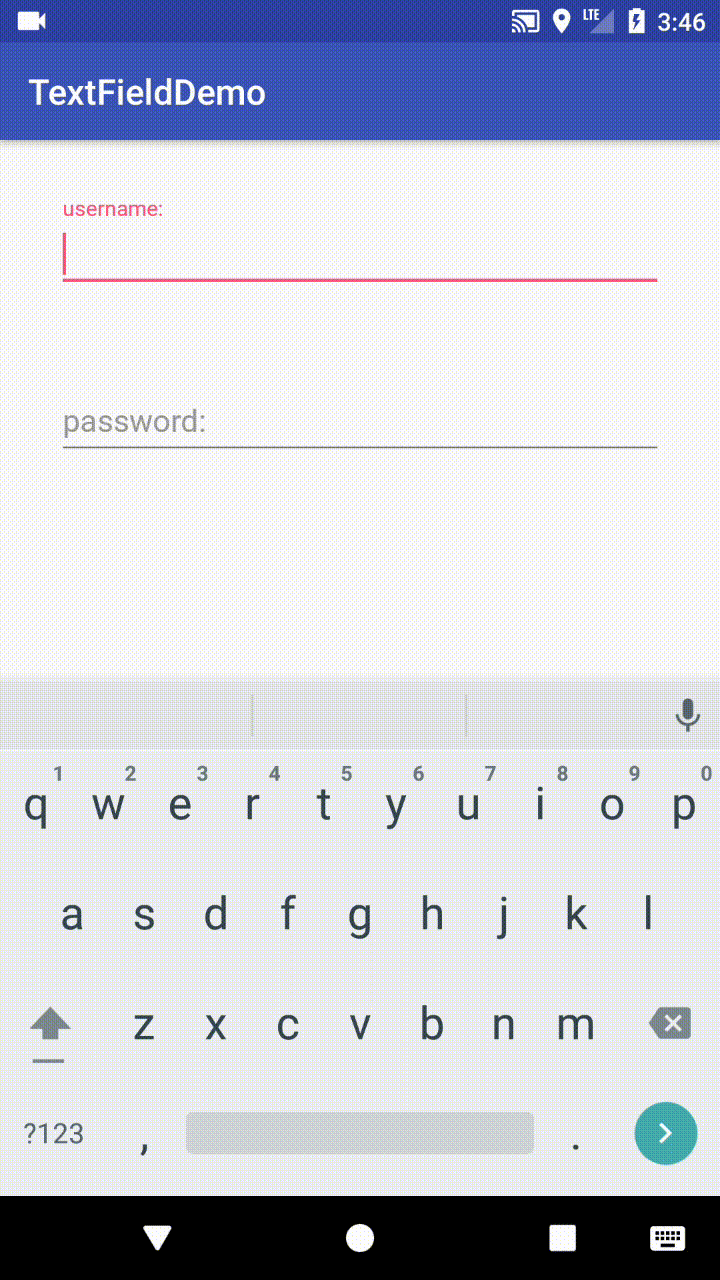 LTE 3:46
TextFieldDemo
username:
password:
1 2 3 4 5 6 7 8 9 0
q w e r t y u i o p
a s d f g h j k l
z x c v b n m
?123 , .